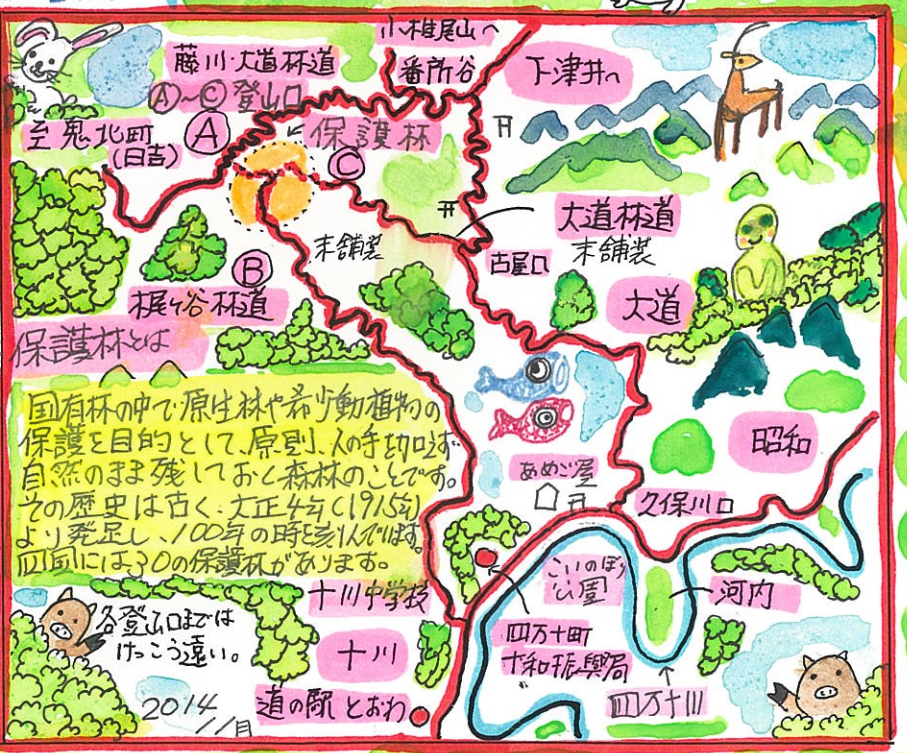 小椎尾山へ
藤川・大道林道
番所谷
下津井へ
Ⓐ〜Ⓒ登山口
至鬼北町
(日吉)
Ⓐ
保護林
Ⓒ
大道林道
未舗装
未舗装
古屋口
Ⓑ
大道
梶ヶ谷林道
保護林とは
国有林の中で原生林や希少動植物の
保護を目的として、原則、人の手を加えず
自然のまま残しておく森林のことです。
その歴史は古く、大正4年(1915年)
より発足し、100年の時を刻んでいます。
四国には30の保護林があります。
昭和
あめご屋
久保川口
こいのぼり
公園
十川中学校
河内
各登山口までは
けっこう遠い。
四万十町
十和振興局
十川
四万十川
2014
11月
道の駅とおわ